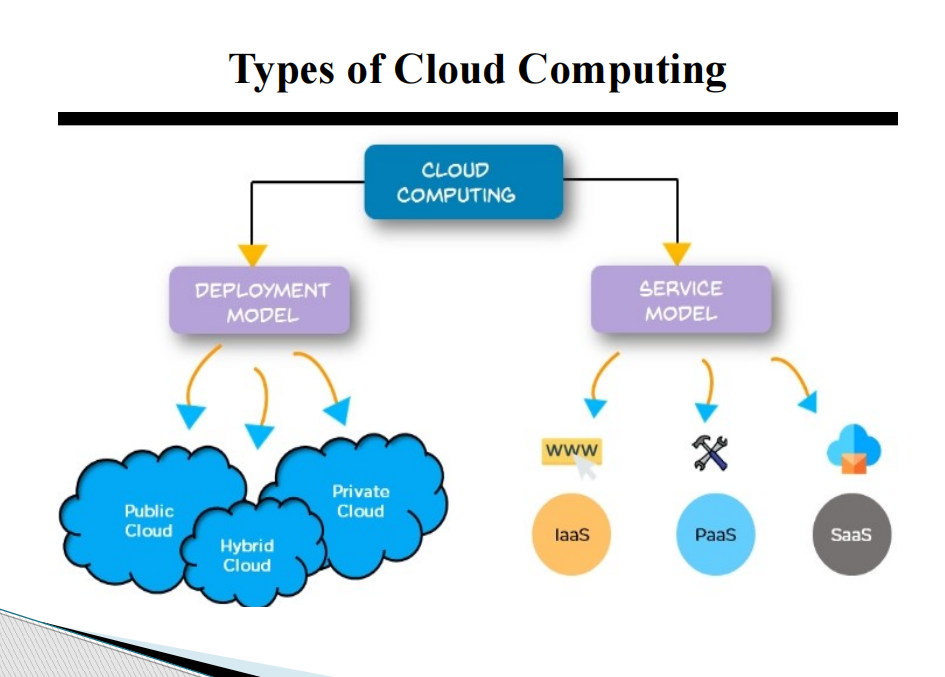 Types of Cloud Computing
CLOUD
COMPUTING
DEPLOYMENT
MODEL
SERVICE
MODEL
Public
Cloud
Hybrid
Cloud
Private
Cloud
WWW
IaaS
PaaS
SaaS